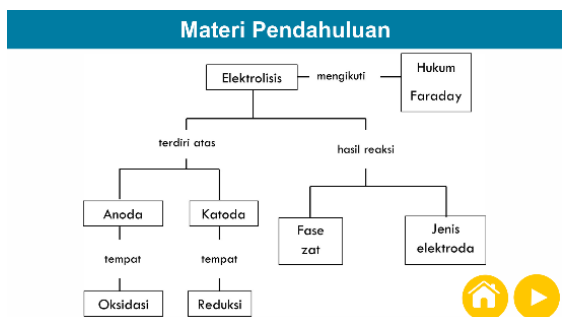 Materi Pendahuluan
Elektrolisis
mengikuti
Hukum
Faraday
terdiri atas
hasil reaksi
Anoda
Katoda
Fase
zat
Jenis
elektroda
tempat
tempat
Oksidasi
Reduksi